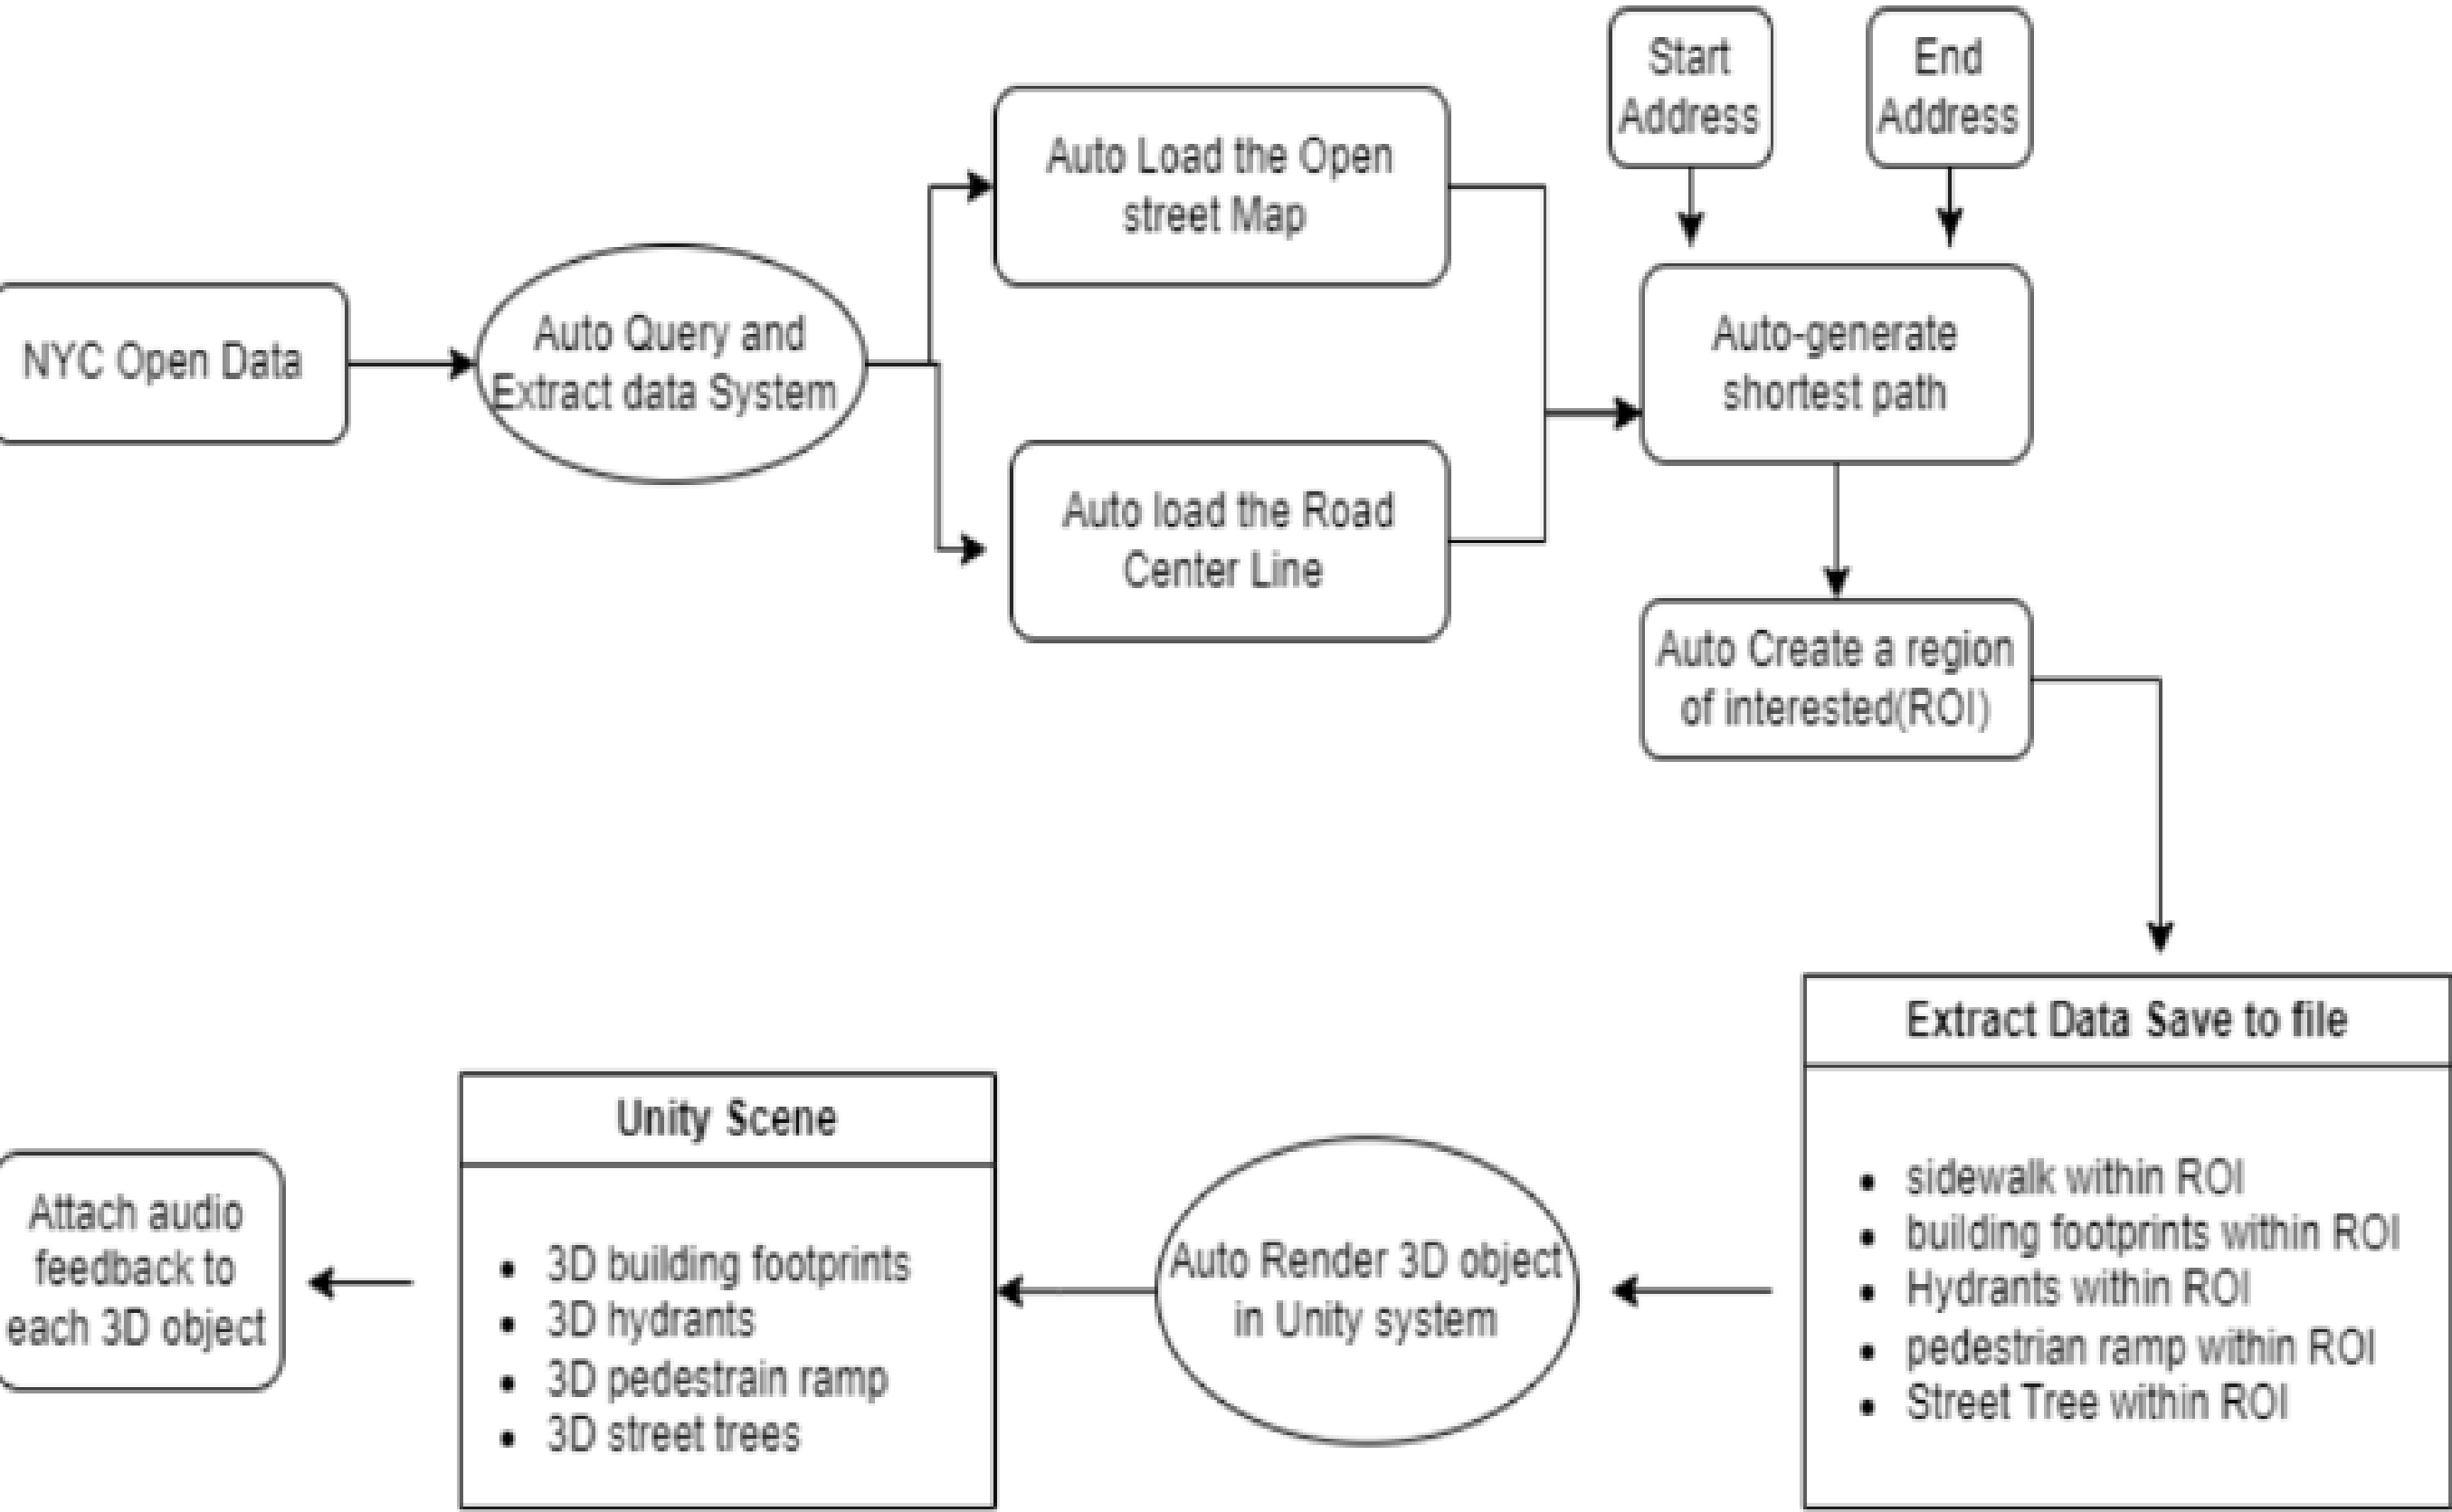 Start
Address
End
Address
Auto Load the Open
street Map
NYC Open Data
Auto Query and
Extract data System
Auto-generate
shortest path
Auto load the Road
Center Line
Auto Create a region
of interested(ROI)
Extract Data Save to file
• sidewalk within ROI
• building footprints within ROI
• Hydrants within ROI
• pedestrian ramp within ROI
• Street Tree within ROI
Auto Render 3D object
in Unity system
Unity Scene
• 3D building footprints
• 3D hydrants
• 3D pedestrain ramp
• 3D street trees
Attach audio
feedback to
each 3D object